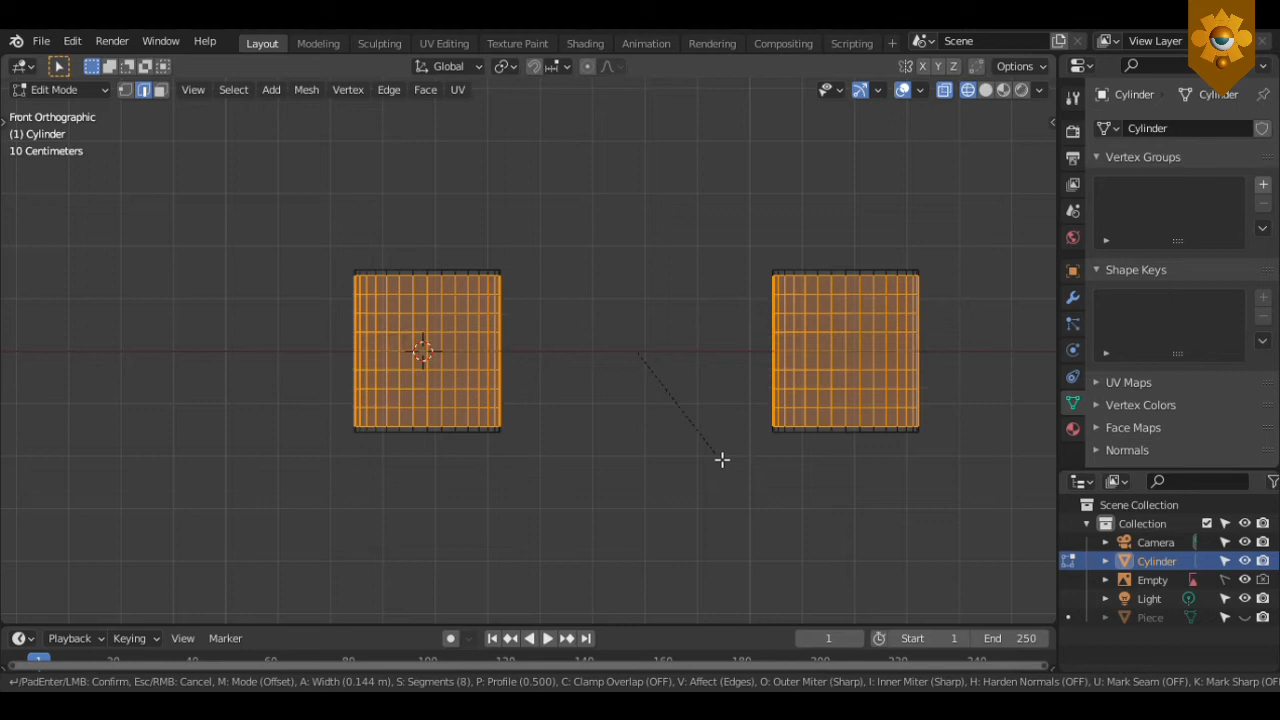 File Edit Render Window Help Layout Modeling Sculpting UV Editing Texture Paint Shading Animation Rendering Compositing Scripting + Scene View Layer
Global X Y Z Options
Edit Mode View Select Add Mesh Vertex Edge Face UV Cylinder Cylinder
Front Orthographic
(1) Cylinder
10 Centimeters
Cylinder
Vertex Groups
Shape Keys
UV Maps
Vertex Colors
Face Maps
Normals
Scene Collection
Collection
Camera
Cylinder
Empty
Light
Piece
Playback Keying View Marker 1 Start 1 End 250
1
PadEnter/LMB: Confirm, Esc/RMB: Cancel, M: Mode (Offset), A: Width (0.144 m), S: Segments (8), P: Profile (0.500), C: Clamp Overlap (OFF), V: Affect (Edges), O: Outer Miter (Sharp), I: Inner Miter (Sharp), H: Harden Normals (OFF), U: Mark Seam (OFF), K: Mark Sharp (OFF